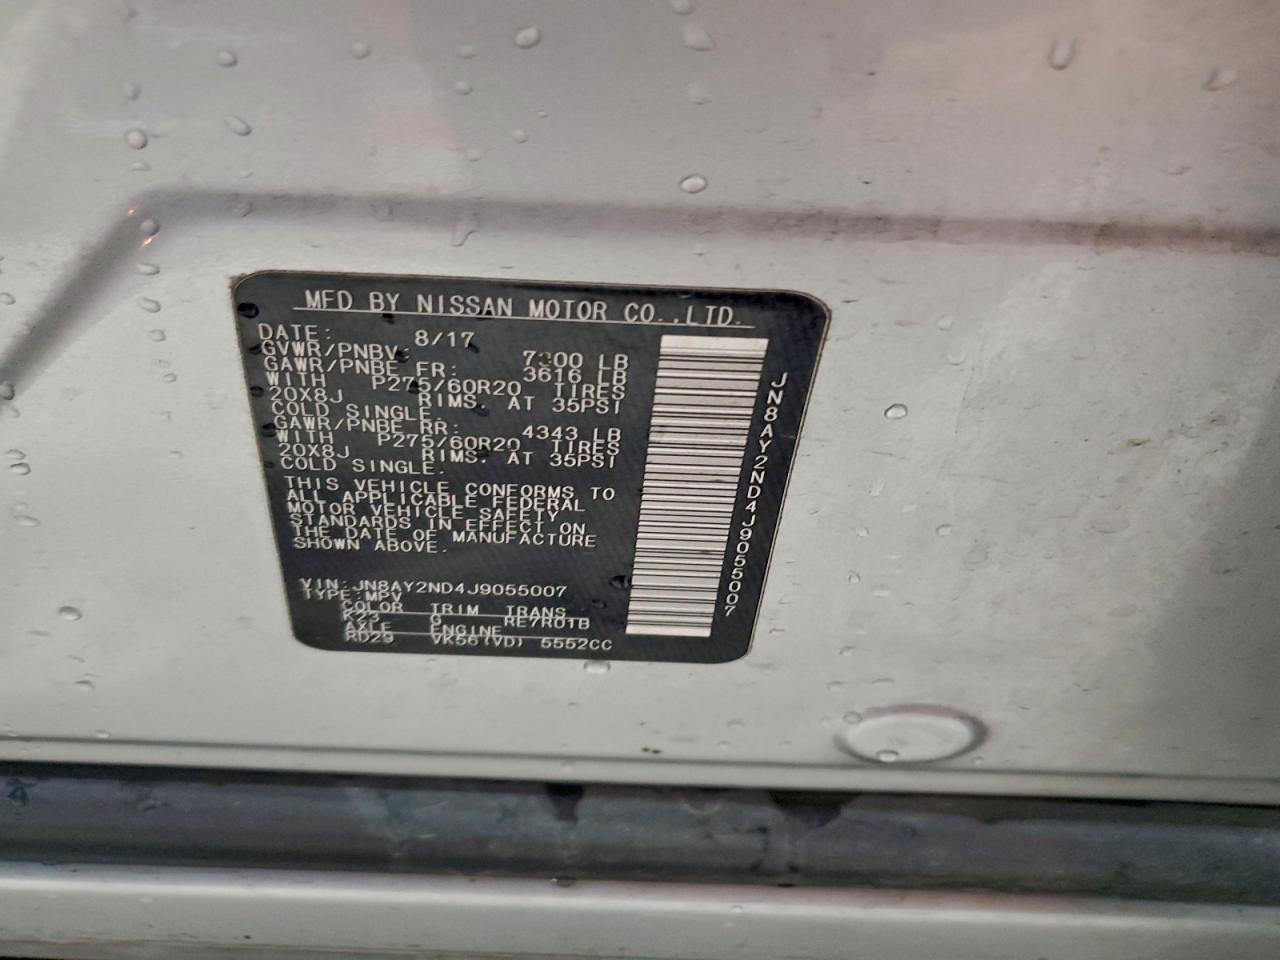 MFD BY NISSAN MOTOR CO.,LTD.
DATE: 8/17
GVWR/PNBV: 7300 LB
GAWR/PNBE FR: 3616 LB
WITH P275/60R20 TIRES
20X8J RIMS. AT 35PSI
COLD SINGLE.
GAWR/PNBE RR: 4343 LB
WITH P275/60R20 TIRES
20X8J RIMS. AT 35PSI
COLD SINGLE.
THIS VEHICLE CONFORMS TO
ALL APPLICABLE FEDERAL
MOTOR VEHICLE SAFETY
STANDARDS IN EFFECT ON
THE DATE OF MANUFACTURE
SHOWN ABOVE.
VIN:JN8AY2ND4J9055007
TYPE:MPV
COLOR TRIM TRANS
K23 G RE7R01B
AXLE ENGINE
RD29 VK56(VD) 5552CC
JN8AY2ND4J9055007